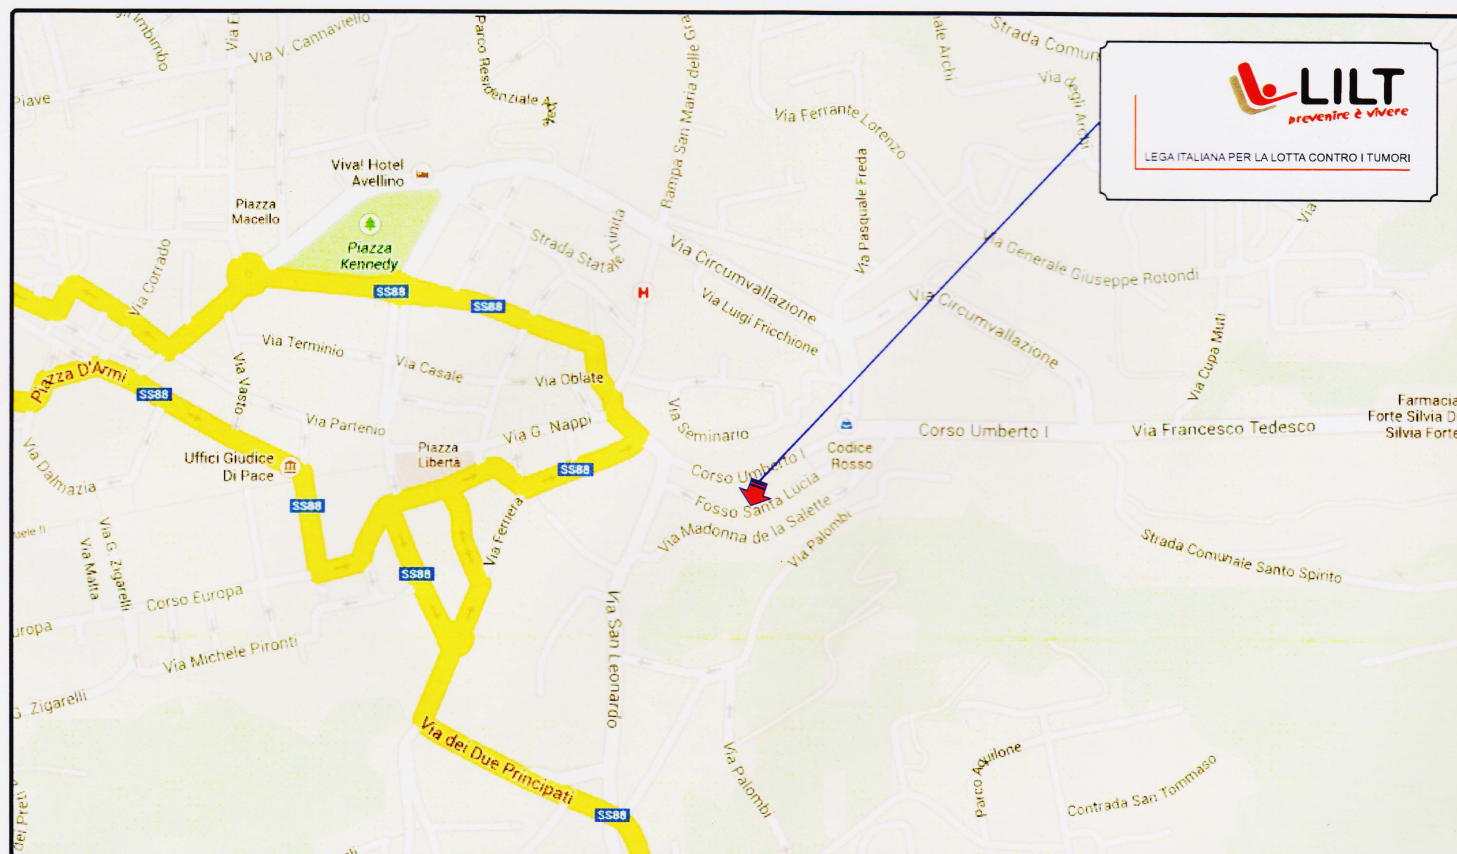 Via V. Cannaviello
Parco Residenziale A
Strada Comun
Via degli Archi
LILT
prevenire è vivere
LEGA ITALIANA PER LA LOTTA CONTRO I TUMORI
Piave
Via Ferrante Lorenzo
Rampa San Maria delle Gra
Viva! Hotel
Avellino
Via Pasquale Freda
Piazza
Macello
Piazza
Kennedy
Via Corrado
Strada Statale
Via Circumvallazione
Via Generale Giuseppe Rotondi
H
SS88
SS88
Via Luigi Fricchione
Via Circumvallazione
Via Terminio
Via Casale
Via Oblate
Via Cupa Muti
Piazza D'Armi
SS88
Via Vasto
Via Partenio
Via G. Nappi
Via Seminario
Corso Umberto I
Via Francesco Tedesco
Farmacia
Forte Silvia D
Silvia Forte
Via Dalmazia
Uffici Giudice
Di Pace
Piazza
Libertà
SS88
Corso Umberto I
Codice
Rosso
SS88
Fosso Santa Lucia
Via Madonna de la Salette
Via Palombi
Via Ferriera
Via G. Zigarelli
Via Malta
Strada Comunale Santo Spirito
SS88
Corso Europa
uropa
Via Michele Pironti
Via San Leonardo
G. Zigarelli
Via dei Due Principati
SS88
Via Palombi
Parco Aquilone
Contrada San Tommaso